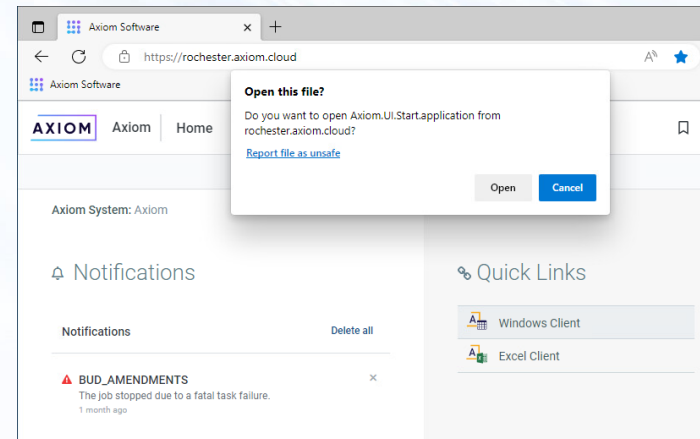 Axiom Software
https://rochester.axiom.cloud
Axiom Software
Open this file?
Do you want to open Axiom.UI.Start.application from
rochester.axiom.cloud?
Report file as unsafe
Open
Cancel
AXIOM
Axiom
Home
Axiom System: Axiom
Notifications
Notifications
Delete all
BUD_AMENDMENTS
The job stopped due to a fatal task failure.
1 month ago
Quick Links
Windows Client
Excel Client